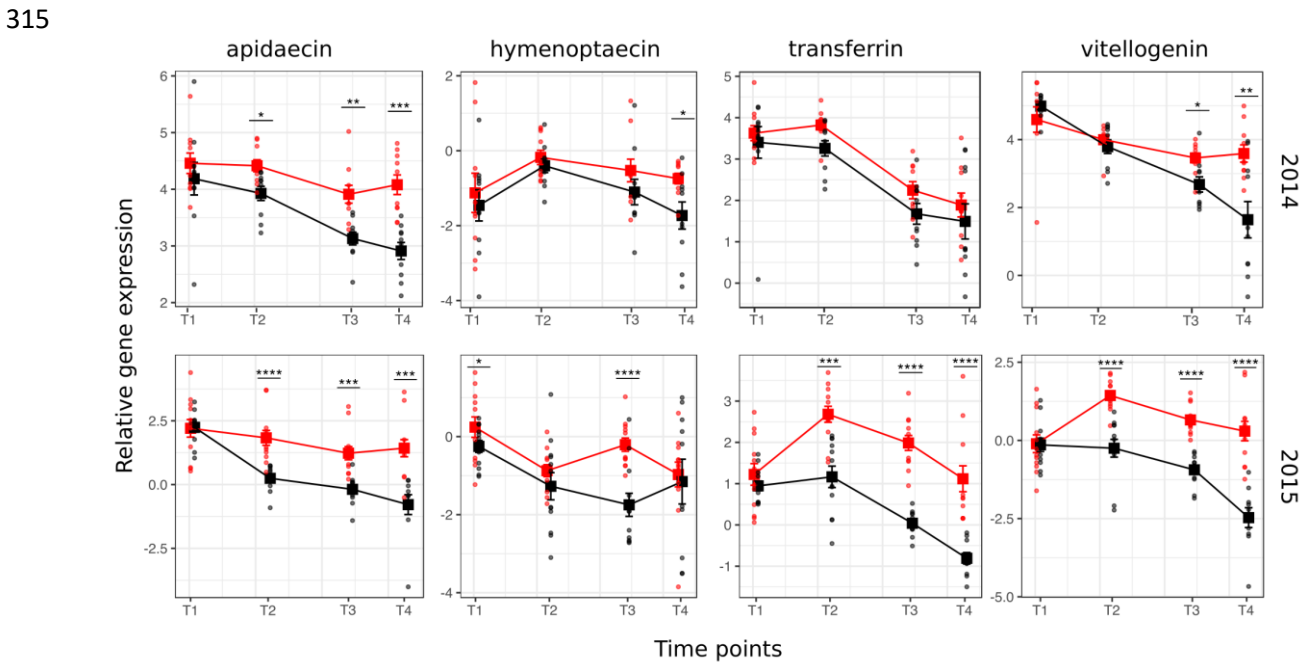 315
apidaecin hymenoptaecin transferrin vitellogenin
Relative gene expression
6
5
4
3
2
* ** ***
T1 T2 T3 T4
2
0
-2
-4
*
T1 T2 T3 T4
5
4
3
2
1
0
T1 T2 T3 T4
4
2
0
* **
T1 T2 T3 T4
2014
2.5
0.0
-2.5
**** *** ***
T1 T2 T3 T4
0
-2
-4
* ****
T1 T2 T3 T4
3
2
1
0
-1
*** **** ****
T1 T2 T3 T4
2.5
0.0
-2.5
-5.0
**** **** ****
T1 T2 T3 T4
2015
Time points